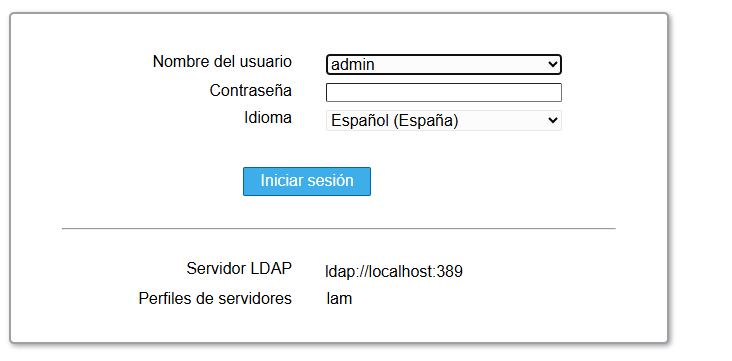 Nombre del usuario admin
Contraseña
Idioma Español (España)
Iniciar sesión
Servidor LDAP ldap://localhost:389
Perfiles de servidores lam